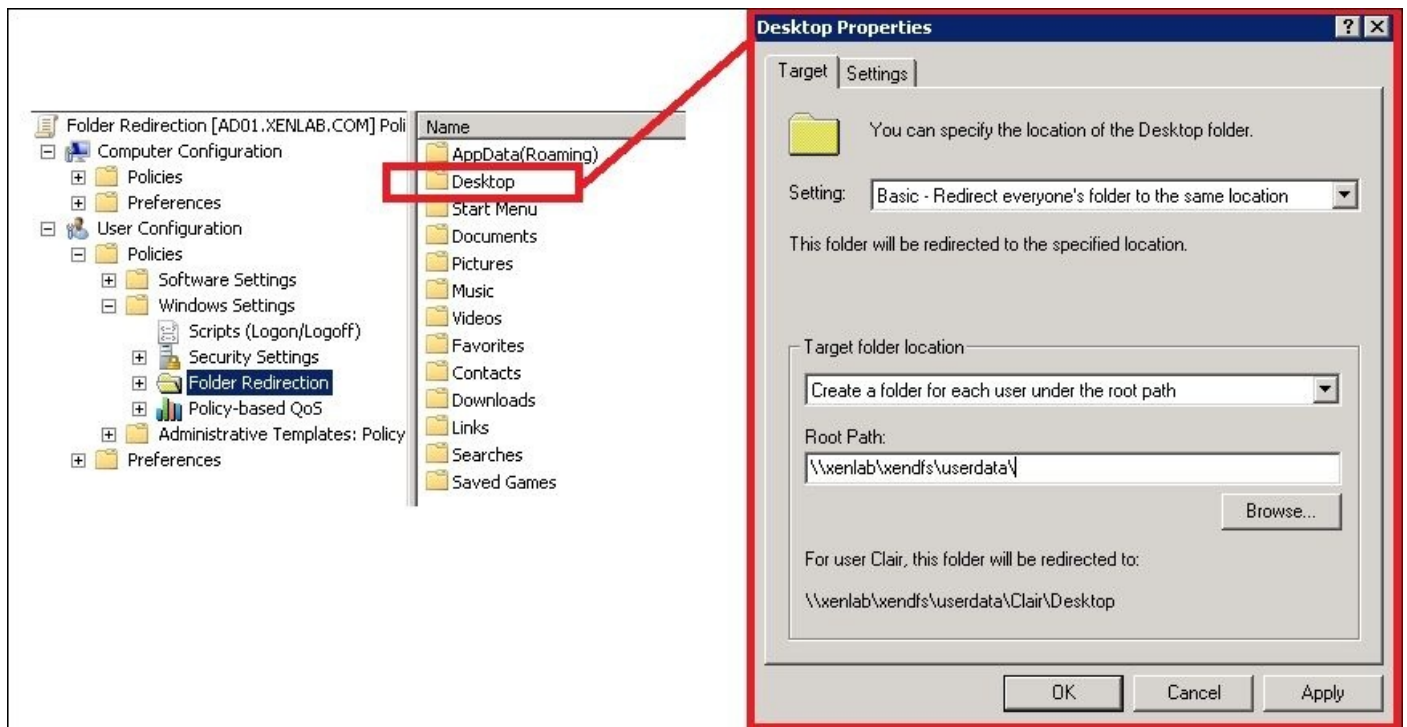 Folder Redirection [AD01.XENLAB.COM] Poli
Computer Configuration
Policies
Preferences
User Configuration
Policies
Software Settings
Windows Settings
Scripts (Logon/Logoff)
Security Settings
Folder Redirection
Policy-based QoS
Administrative Templates: Policy
Preferences
Name
AppData(Roaming)
Desktop
Start Menu
Documents
Pictures
Music
Videos
Favorites
Contacts
Downloads
Links
Searches
Saved Games
Desktop Properties
Target Settings
You can specify the location of the Desktop folder.
Setting: Basic - Redirect everyone's folder to the same location
This folder will be redirected to the specified location.
Target folder location
Create a folder for each user under the root path
Root Path:
\\xenlab\xendfs\userdata\
Browse...
For user Clair, this folder will be redirected to:
\\xenlab\xendfs\userdata\Clair\Desktop
OK Cancel Apply